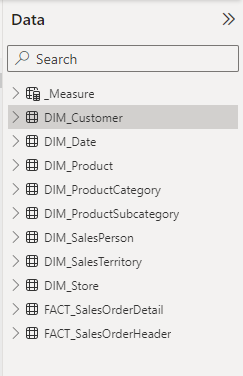 Data
Search
_Measure
DIM_Customer
DIM_Date
DIM_Product
DIM_ProductCategory
DIM_ProductSubcategory
DIM_SalesPerson
DIM_SalesTerritory
DIM_Store
FACT_SalesOrderDetail
FACT_SalesOrderHeader